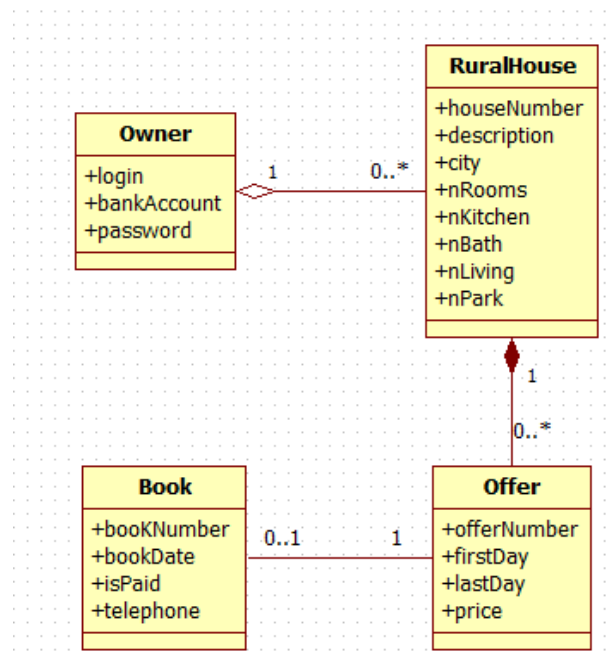 RuralHouse
+houseNumber
+description
+city
+nRooms
+nKitchen
+nBath
+nLiving
+nPark
Owner
+login
+bankAccount
+password
1
0..*
1
0..*
Book
+booKNumber
+bookDate
+isPaid
+telephone
0..1
1
Offer
+offerNumber
+firstDay
+lastDay
+price